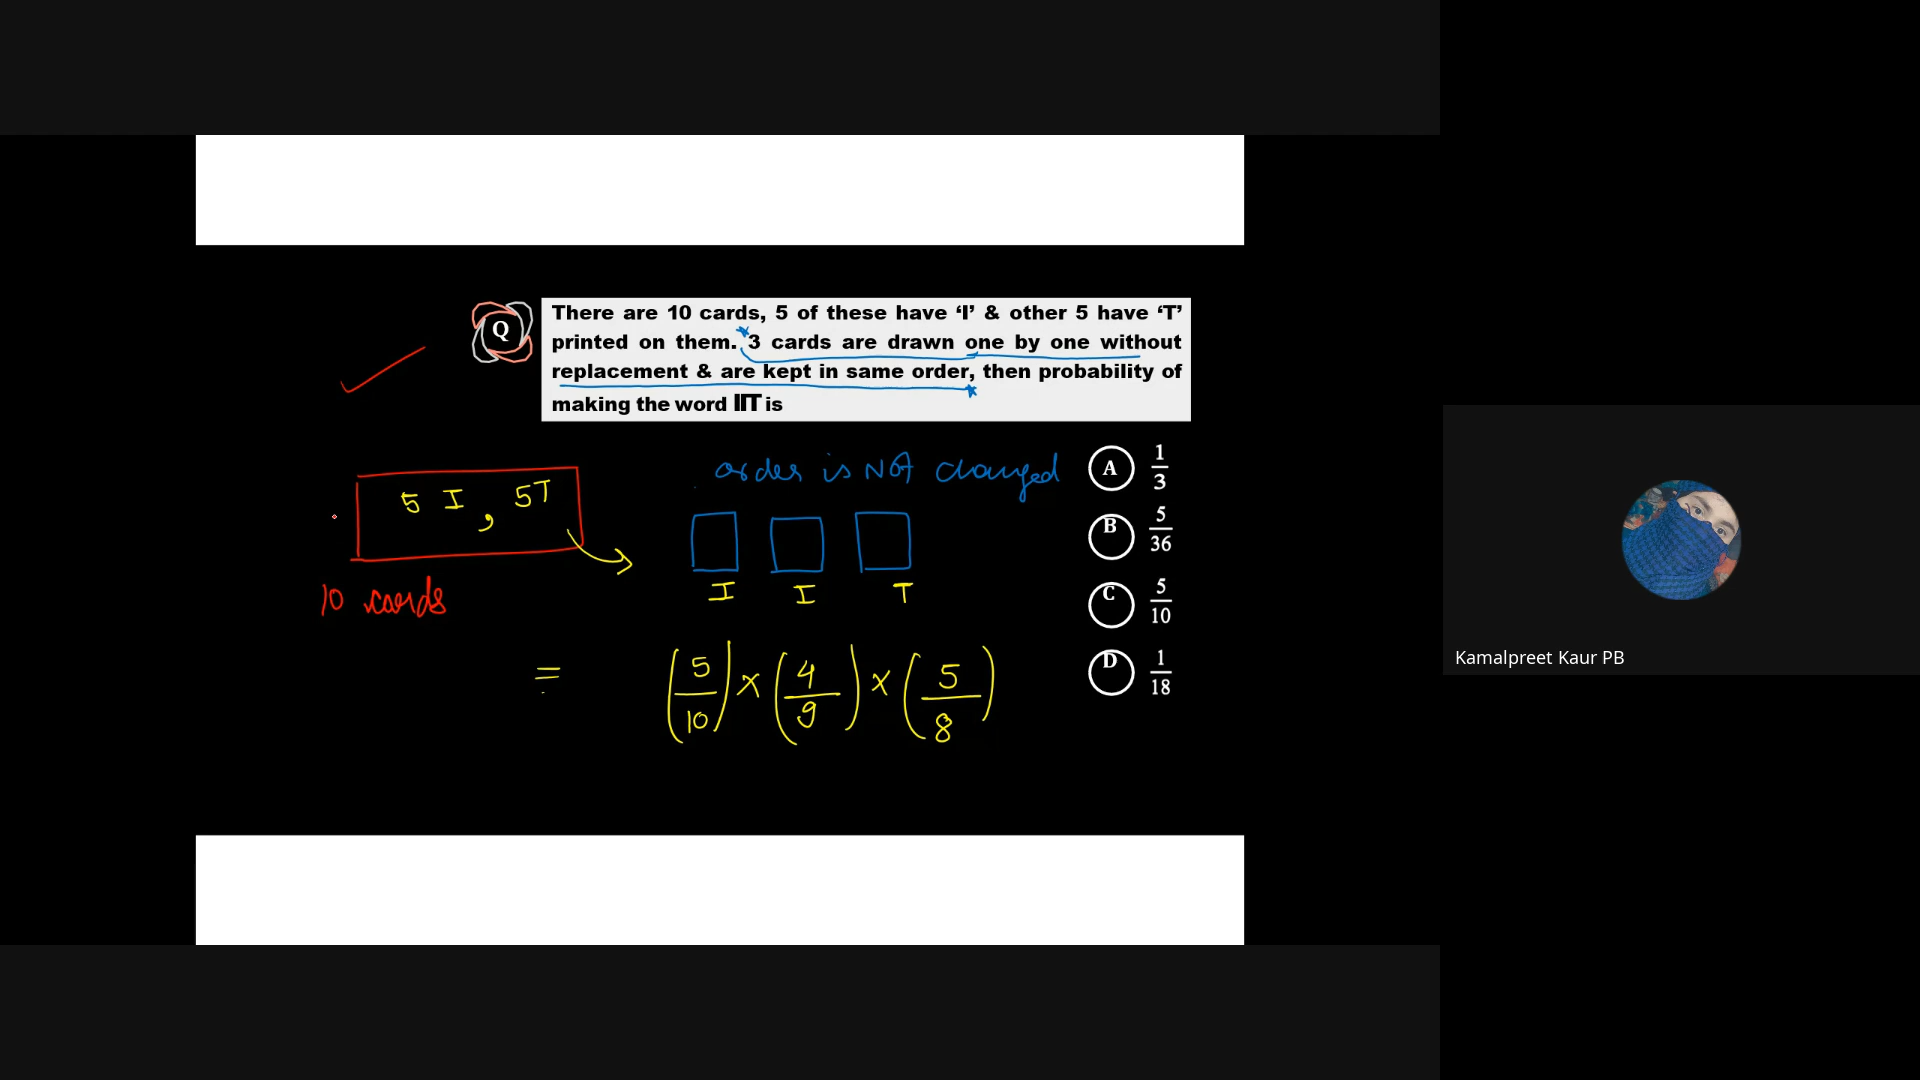 Q
There are 10 cards, 5 of these have ‘I’ & other 5 have ‘T’
printed on them. 3 cards are drawn one by one without
replacement & are kept in same order, then probability of
making the word IIT is
order is NOT changed
A 1/3
5 I , 5T
B 5/36
I I T
C 5/10
10 cards
= (5/10) × (4/9) × (5/8)
D 1/18
Kamalpreet Kaur PB